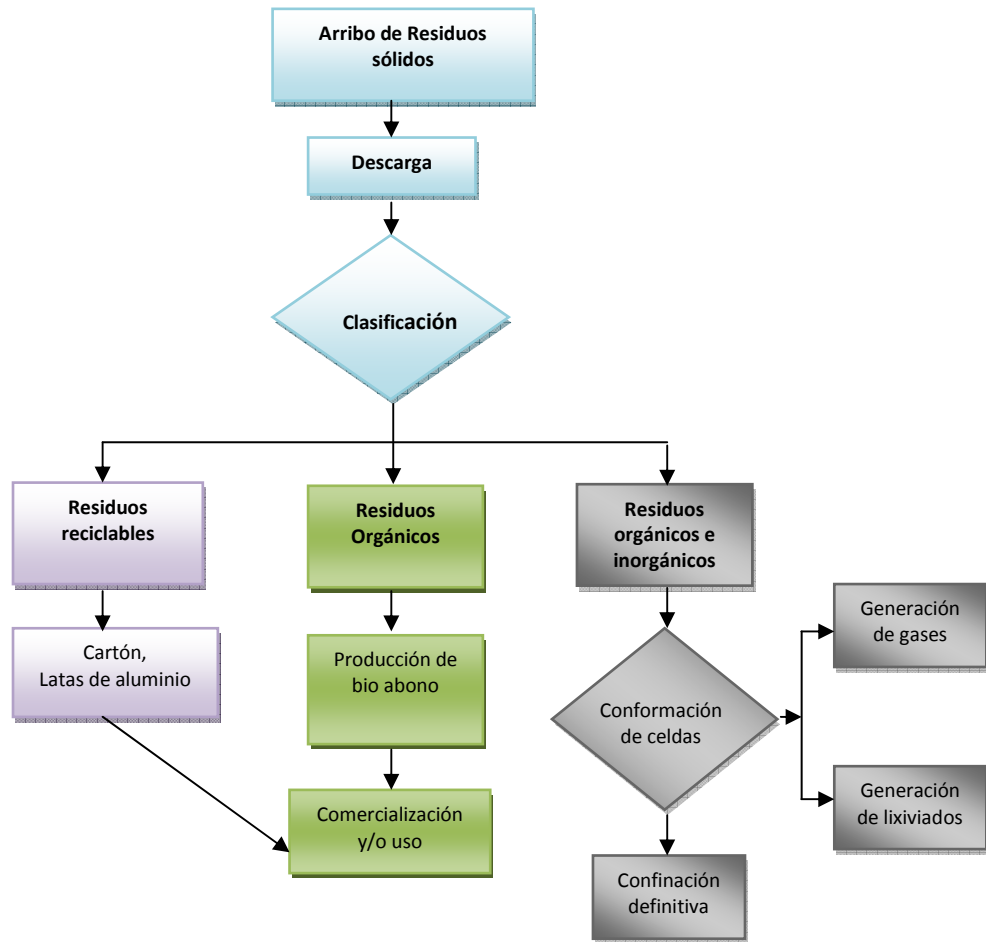 Arribo de Residuos
sólidos
Descarga
Clasificación
Residuos
reciclables
Residuos
Orgánicos
Residuos
orgánicos e
inorgánicos
Cartón,
Latas de aluminio
Producción de
bio abono
Conformación
de celdas
Generación
de gases
Generación
de lixiviados
Comercialización
y/o uso
Confinación
definitiva